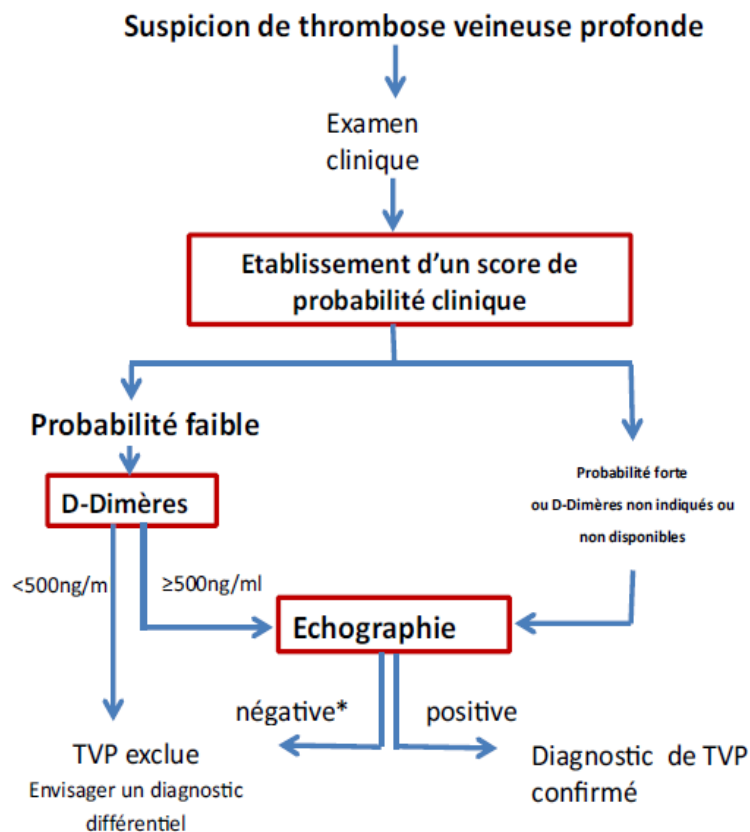 Suspicion de thrombose veineuse profonde
Examen
clinique
Etablissement d'un score de
probabilité clinique
Probabilité faible
D-Dimères
Probabilité forte
ou D-Dimères non indiqués ou
non disponibles
<500ng/m
≥500ng/ml
Echographie
négative*
positive
TVP exclue
Envisager un diagnostic
différentiel
Diagnostic de TVP
confirmé